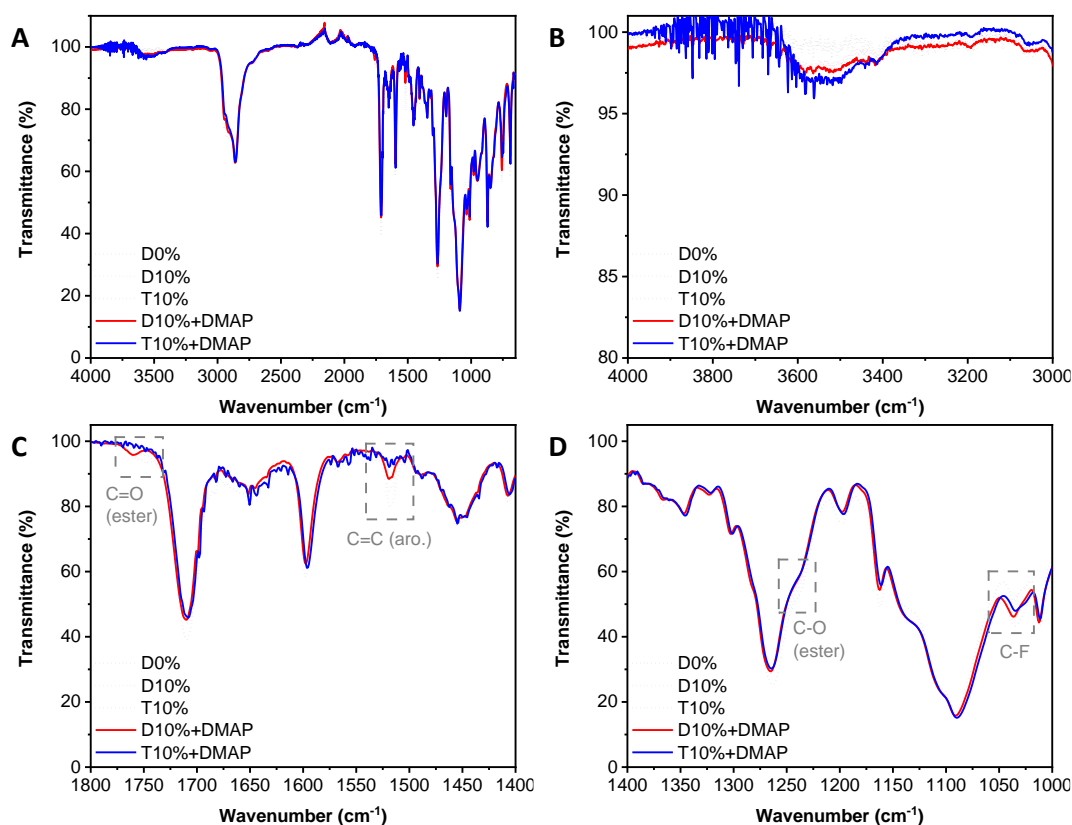 A
Transmittance (%)
100
80
60
40
20
0
D0%
D10%
T10%
D10%+DMAP
T10%+DMAP
4000 3500 3000 2500 2000 1500 1000
Wavenumber (cm⁻¹)
B
Transmittance (%)
100
95
90
85
80
D0%
D10%
T10%
D10%+DMAP
T10%+DMAP
4000 3800 3600 3400 3200 3000
Wavenumber (cm⁻¹)
C
Transmittance (%)
100
80
60
40
20
0
C=O
(ester)
C=C (aro.)
D0%
D10%
T10%
D10%+DMAP
T10%+DMAP
1800 1750 1700 1650 1600 1550 1500 1450 1400
Wavenumber (cm⁻¹)
D
Transmittance (%)
100
80
60
40
20
0
C-O
(ester)
C-F
D0%
D10%
T10%
D10%+DMAP
T10%+DMAP
1400 1350 1300 1250 1200 1150 1100 1050 1000
Wavenumber (cm⁻¹)